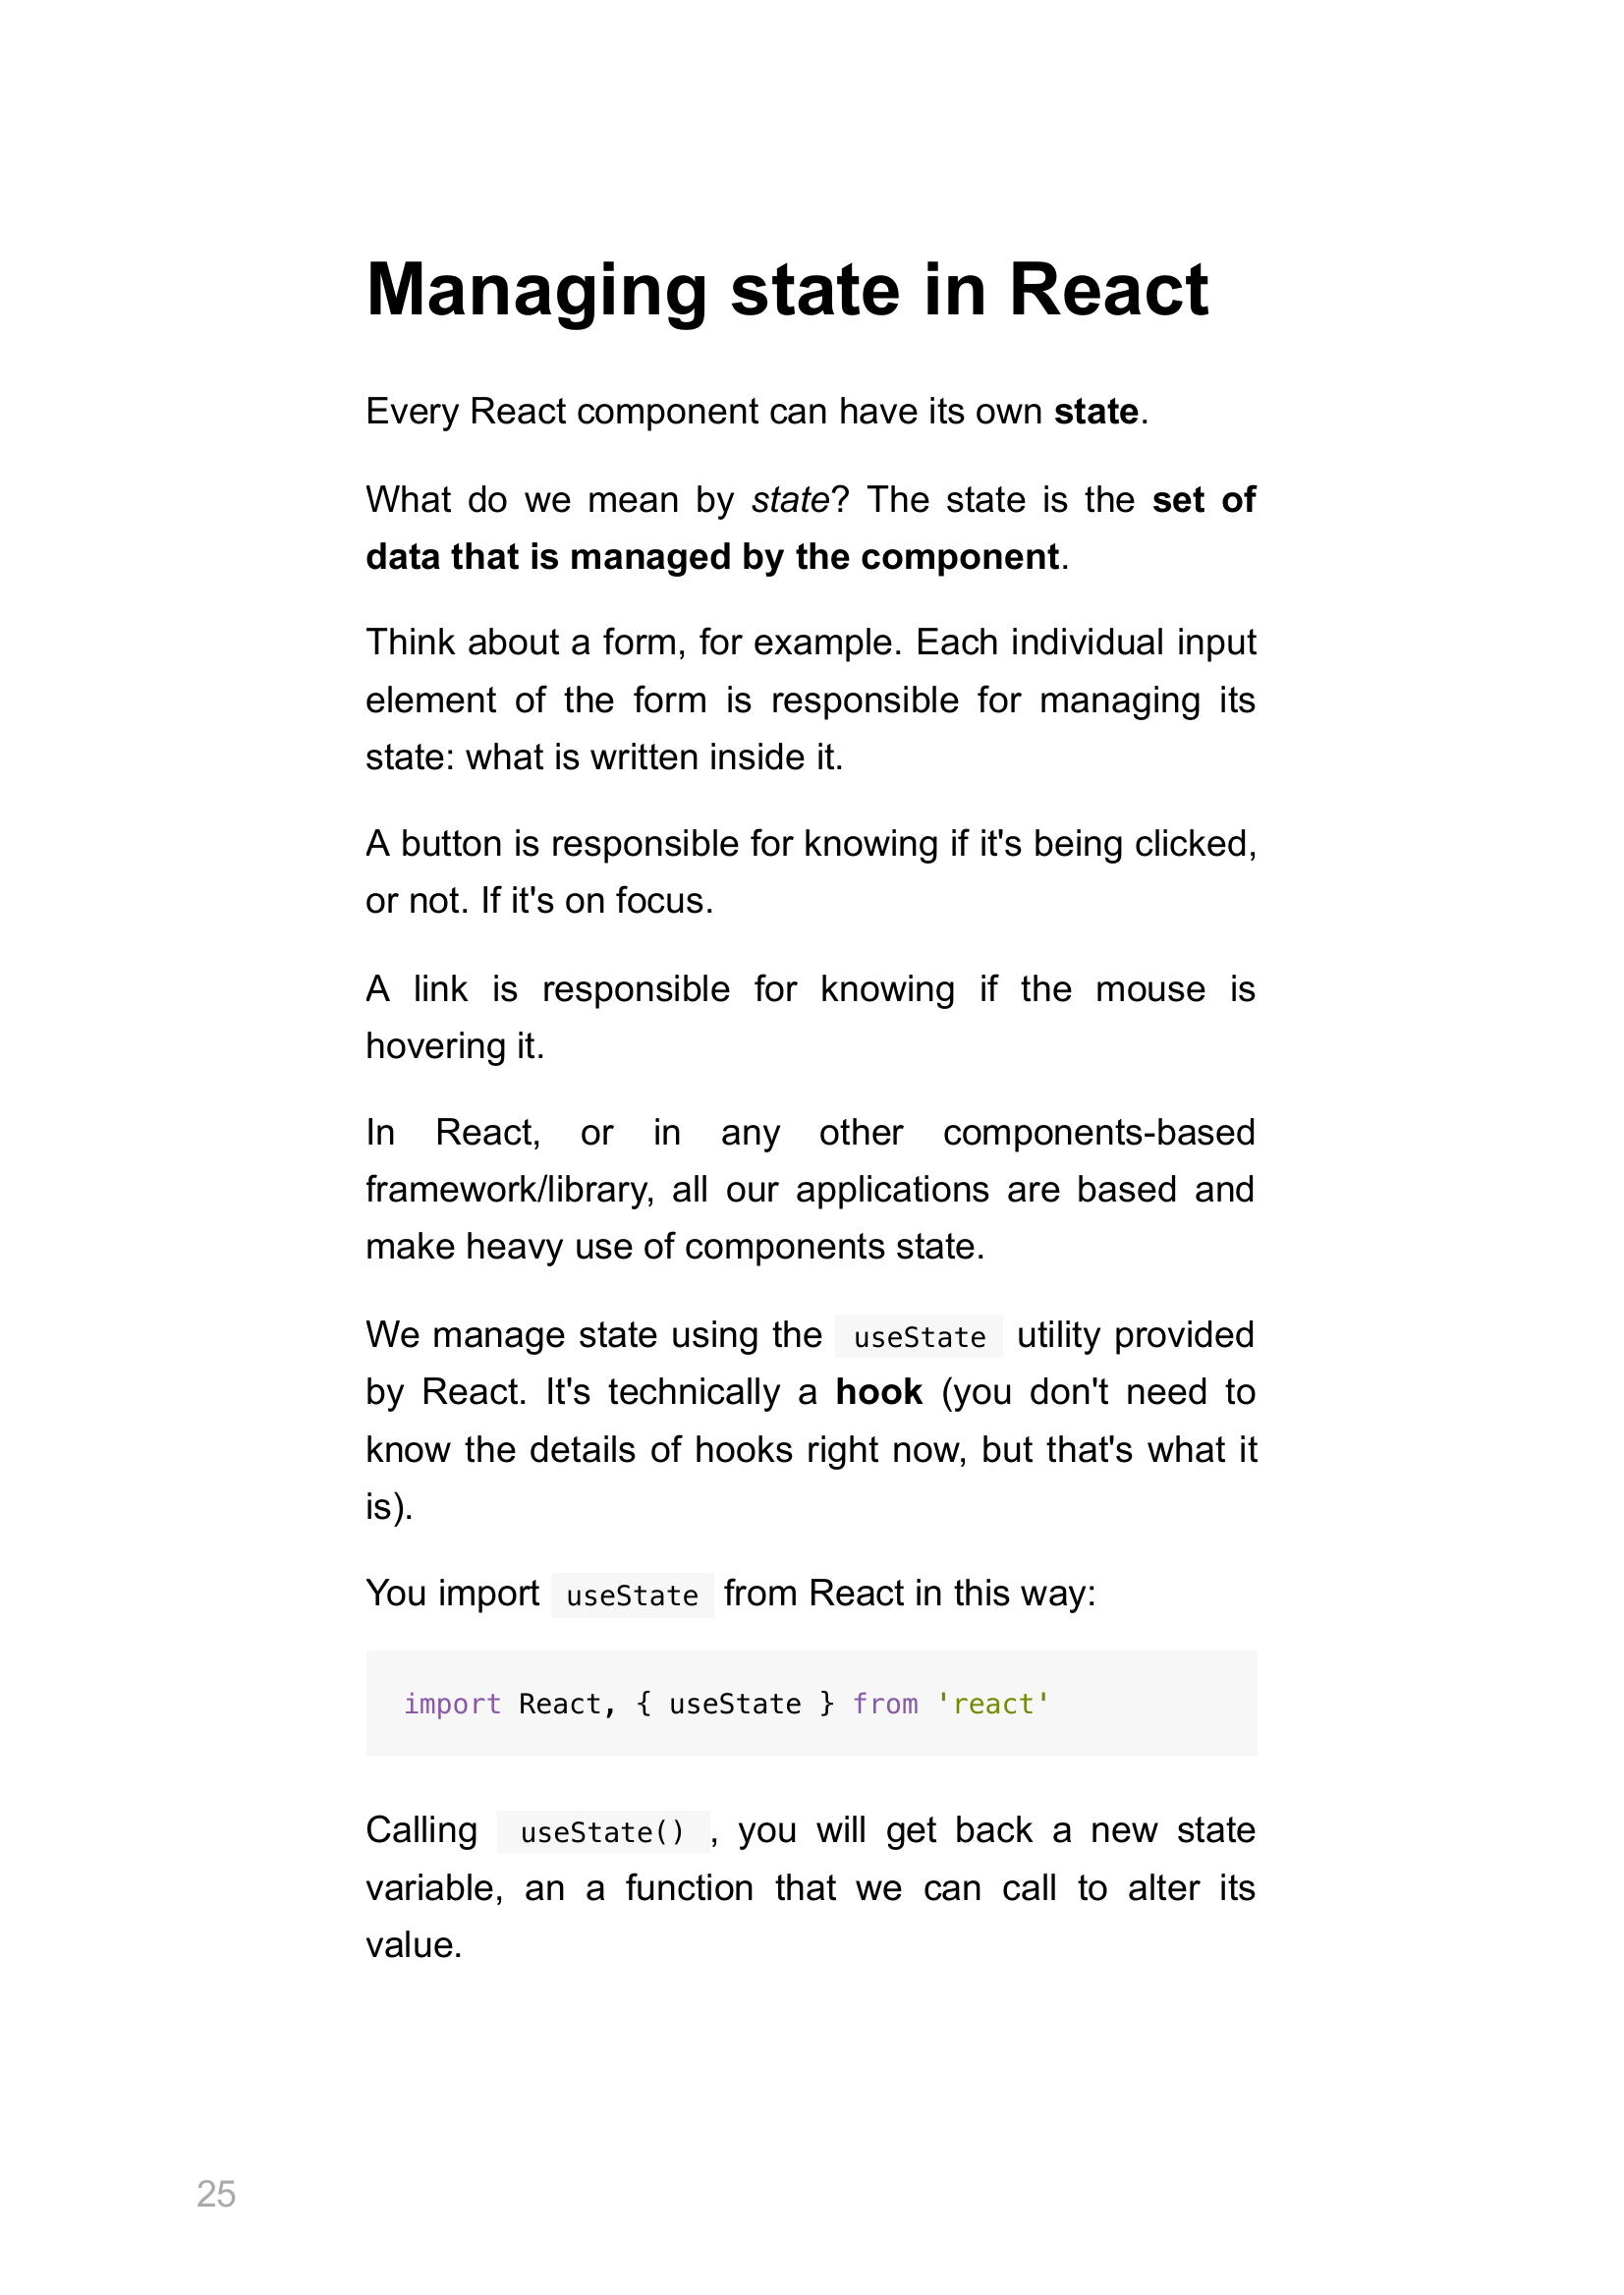 Managing state in React
Every React component can have its own state.
What do we mean by state? The state is the set of
data that is managed by the component.
Think about a form, for example. Each individual input
element of the form is responsible for managing its
state: what is written inside it.
A button is responsible for knowing if it's being clicked,
or not. If it's on focus.
A link is responsible for knowing if the mouse is
hovering it.
In React, or in any other components-based
framework/library, all our applications are based and
make heavy use of components state.
We manage state using the useState utility provided
by React. It's technically a hook (you don't need to
know the details of hooks right now, but that's what it
is).
You import useState from React in this way:
import React, { useState } from 'react'
Calling useState() , you will get back a new state
variable, an a function that we can call to alter its
value.
25